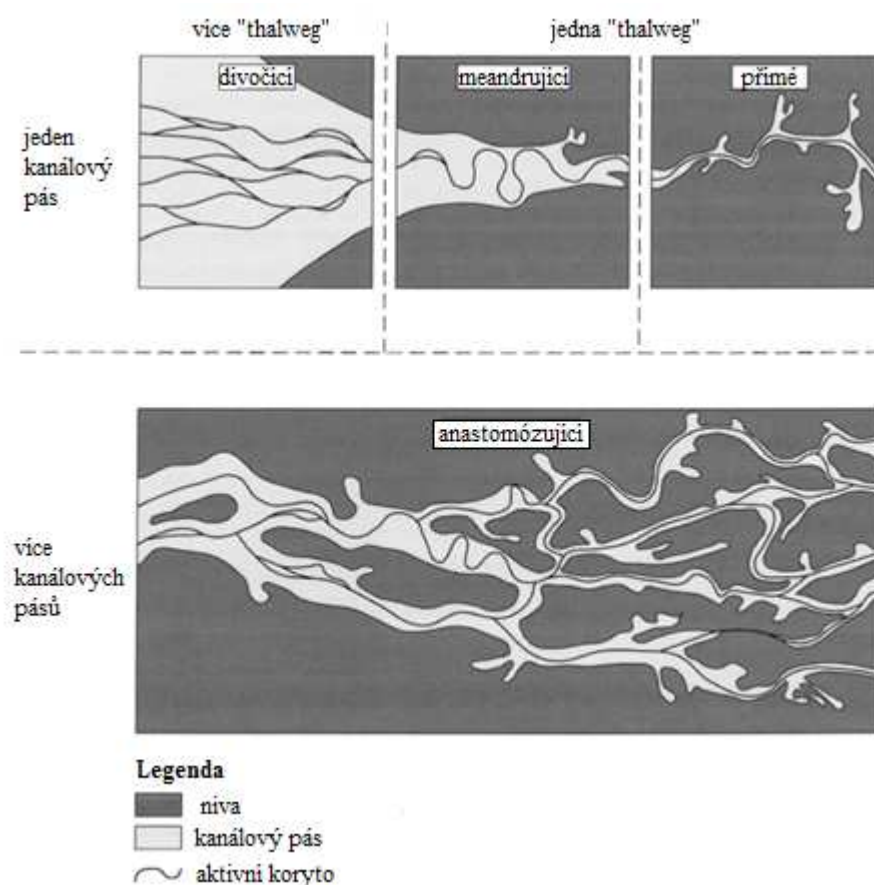 více "thalweg"
jedna "thalweg"
divočící
meandrující
přímé
jeden
kanálový
pás
anastomózující
více
kanálových
pásů
Legenda
niva
kanálový pás
aktivní koryto